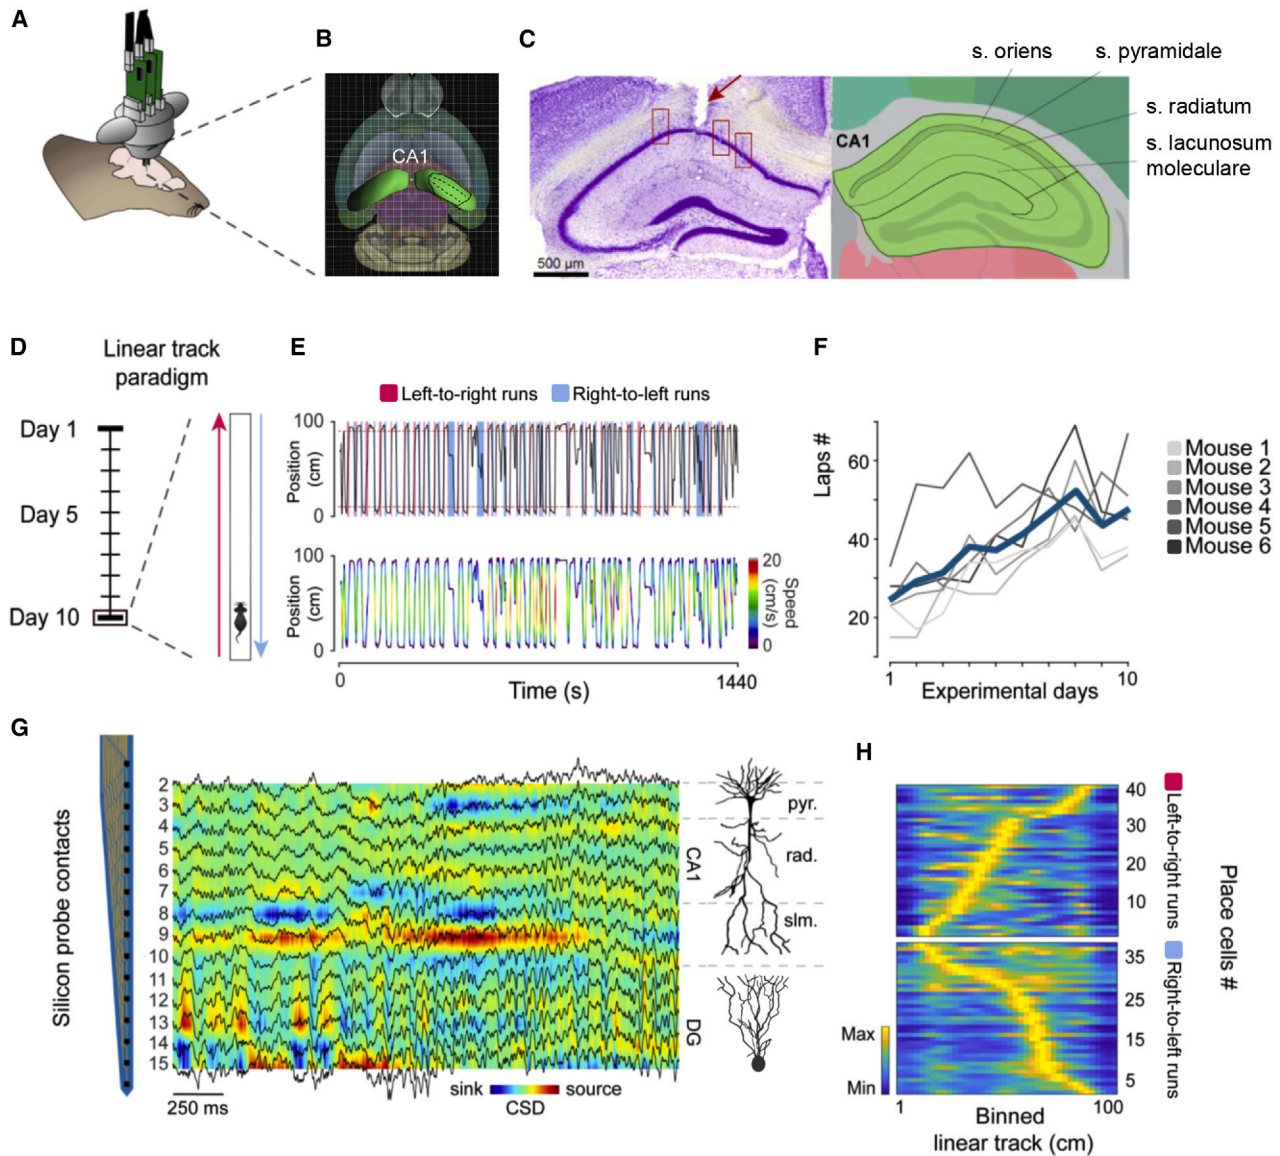 A
B
C
s. oriens
s. pyramidale
s. radiatum
s. lacunosum
moleculare
CA1
CA1
500 µm
D
E
F
Linear track
paradigm
Day 1
Day 5
Day 10
Left-to-right runs
Right-to-left runs
100
Position
(cm)
0
100
Position
(cm)
0
20
Speed
(cm/s)
0
0
1440
Time (s)
Laps #
60
40
20
1
10
Experimental days
Mouse 1
Mouse 2
Mouse 3
Mouse 4
Mouse 5
Mouse 6
G
H
Silicon probe contacts
2
3
4
5
6
7
8
9
10
11
12
13
14
15
250 ms
sink
source
CSD
CA1
DG
pyr.
rad.
slm.
40
30
20
10
35
25
15
5
Left-to-right runs
Right-to-left runs
Place cells #
Max
Min
1
100
Binned
linear track (cm)